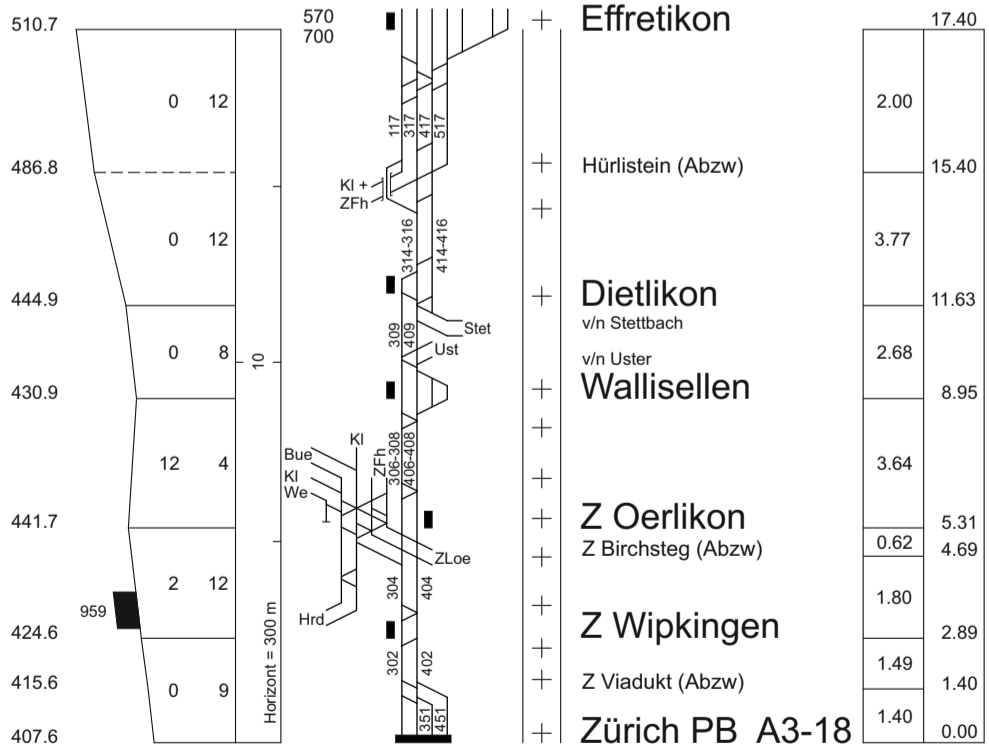 510.7 570 Effretikon 17.40
700
0 12 2.00
117 317 417 517
486.8 Hürlistein (Abzw) 15.40
Kl +
ZFh
0 12 314-316 414-416 3.77
444.9 Dietlikon 11.63
v/n Stettbach
Stet
309 409
0 8 10 Ust v/n Uster 2.68
430.9 Wallisellen 8.95
Kl
Bue ZFh 306-308 406-408
12 4 3.64
Kl
We
441.7 Z Oerlikon 5.31
Z Birchsteg (Abzw) 0.62 4.69
ZLoe
2 12 304 404 1.80
959
Hrd
424.6 Z Wipkingen 2.89
302 402 1.49
415.6 0 9 Z Viadukt (Abzw) 1.40
Horizont = 300 m
351 451 1.40
407.6 Zürich PB A3-18 0.00